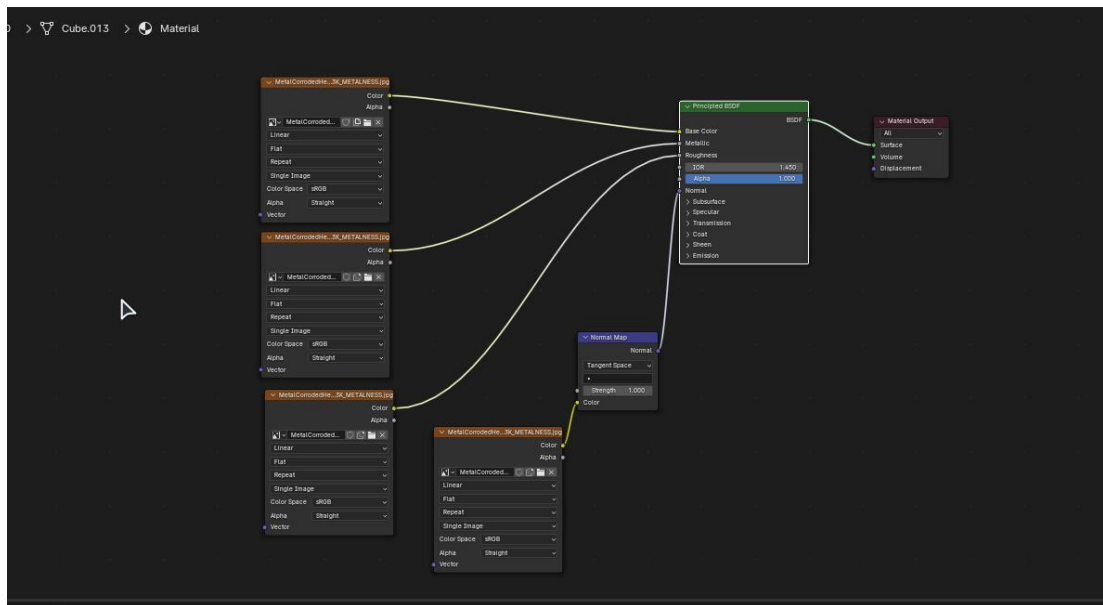 Cube.013 > Material
MetalCorrodedHe...3K_METALNESS.jpg
Color
Alpha
MetalCorroded...
Linear
Flat
Repeat
Single Image
Color Space sRGB
Alpha Straight
Vector
MetalCorrodedHe...3K_METALNESS.jpg
Color
Alpha
MetalCorroded...
Linear
Flat
Repeat
Single Image
Color Space sRGB
Alpha Straight
Vector
MetalCorrodedHe...3K_METALNESS.jpg
Color
Alpha
MetalCorroded...
Linear
Flat
Repeat
Single Image
Color Space sRGB
Alpha Straight
Vector
MetalCorrodedHe...3K_METALNESS.jpg
Color
Alpha
MetalCorroded...
Linear
Flat
Repeat
Single Image
Color Space sRGB
Alpha Straight
Vector
Normal Map
Normal
Tangent Space
Strength 1.000
Color
Principled BSDF
BSDF
Base Color
Metallic
Roughness
IOR 1.450
Alpha 1.000
Normal
Subsurface
Specular
Transmission
Coat
Sheen
Emission
Material Output
All
Surface
Volume
Displacement